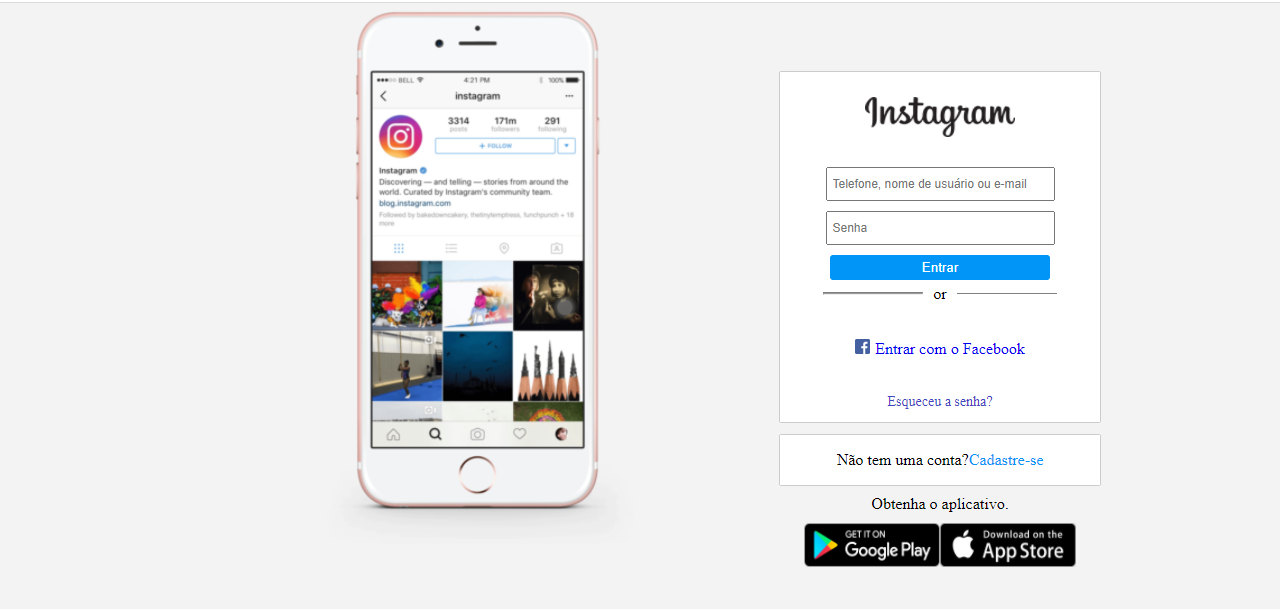 BELL 4:21 PM 100%
instagram
3314 171m 291
posts followers following
+ FOLLOW
Instagram
Discovering — and telling — stories from around the
world. Curated by Instagram's community team.
blog.instagram.com
Followed by bakedowncakery, thetinylemptress, funchpunch + 18
more
Instagram
Telefone, nome de usuário ou e-mail
Senha
Entrar
or
Entrar com o Facebook
Esqueceu a senha?
Não tem uma conta?Cadastre-se
Obtenha o aplicativo.
GET IT ON
Google Play
Download on the
App Store